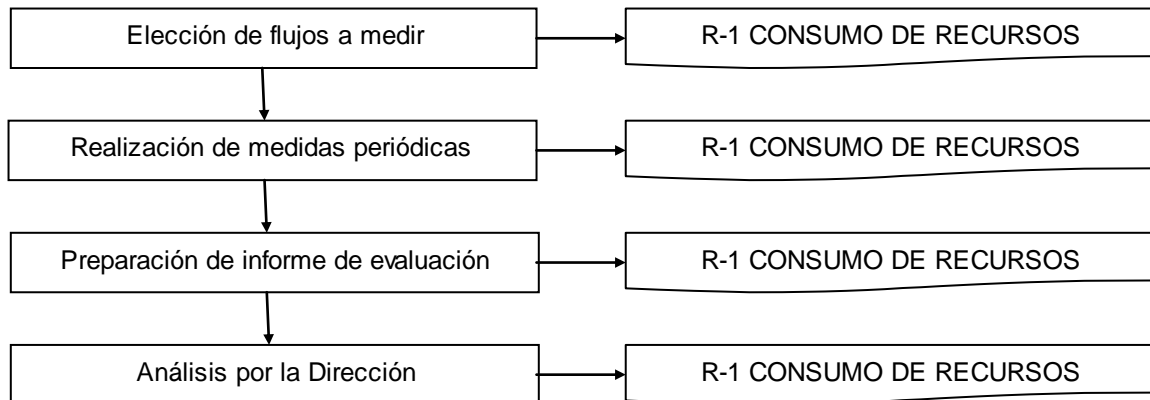 Elección de flujos a medir
R-1 CONSUMO DE RECURSOS
Realización de medidas periódicas
R-1 CONSUMO DE RECURSOS
Preparación de informe de evaluación
R-1 CONSUMO DE RECURSOS
Análisis por la Dirección
R-1 CONSUMO DE RECURSOS